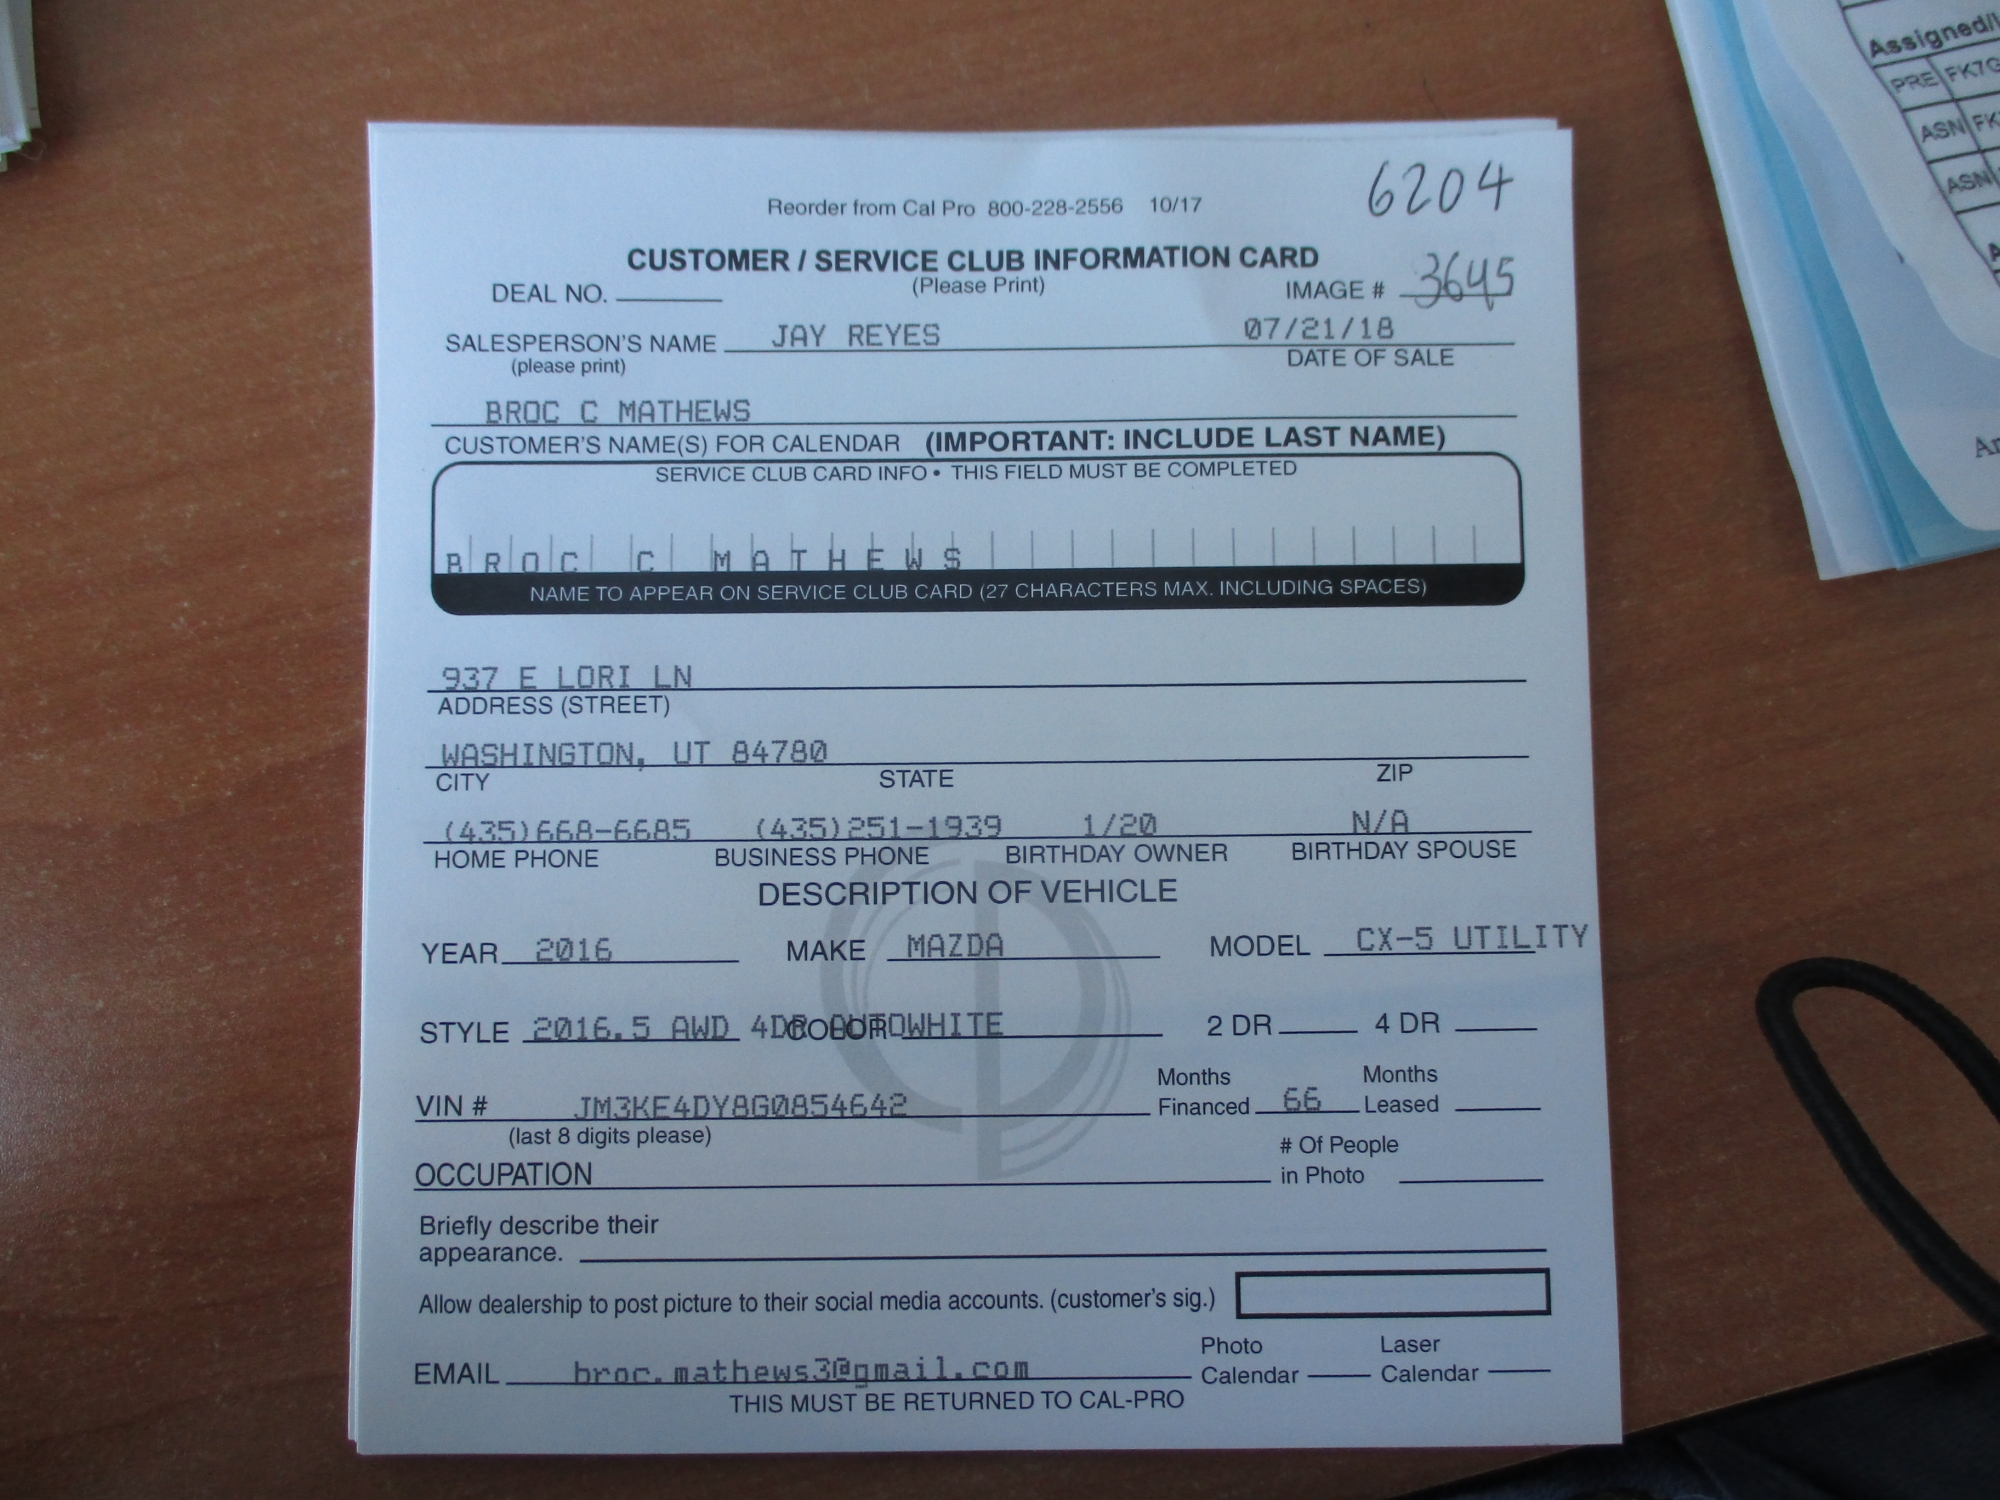 6204
Reorder from Cal Pro 800-228-2556 10/17
CUSTOMER / SERVICE CLUB INFORMATION CARD
DEAL NO. (Please Print) IMAGE # 3645
SALESPERSON'S NAME JAY REYES 07/21/18
(please print) DATE OF SALE
BROC C MATHEWS
CUSTOMER'S NAME(S) FOR CALENDAR (IMPORTANT: INCLUDE LAST NAME)
SERVICE CLUB CARD INFO • THIS FIELD MUST BE COMPLETED
BROC C MATHEWS
NAME TO APPEAR ON SERVICE CLUB CARD (27 CHARACTERS MAX. INCLUDING SPACES)
937 E LORI LN
ADDRESS (STREET)
WASHINGTON, UT 84780
CITY STATE ZIP
(435)668-6685 (435)251-1939 1/20 N/A
HOME PHONE BUSINESS PHONE BIRTHDAY OWNER BIRTHDAY SPOUSE
DESCRIPTION OF VEHICLE
YEAR 2016 MAKE MAZDA MODEL CX-5 UTILITY
STYLE 2016.5 AWD 4DR AUTO COLOR WHITE 2 DR 4 DR
Months Months
VIN # JM3KE4DY8G0854642 Financed 66 Leased
(last 8 digits please) # Of People
OCCUPATION in Photo
Briefly describe their
appearance.
Allow dealership to post picture to their social media accounts. (customer's sig.)
Photo Laser
EMAIL broc.mathews3@gmail.com Calendar Calendar
THIS MUST BE RETURNED TO CAL-PRO
Assigned/
PRE FK7G
ASN FK
ASN